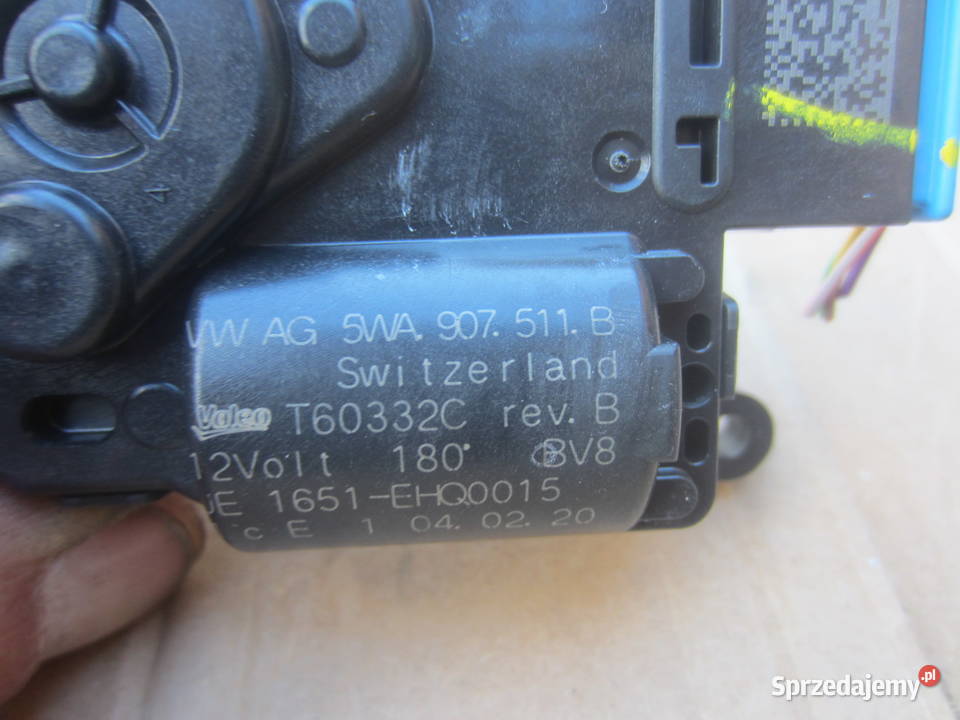 VW AG 5WA.907.511.B
Switzerland
Valeo T60332C rev.B
12Volt 180° BV8
1651-EHQ0015
E 1 04.02.20
Sprzedajemy.pl